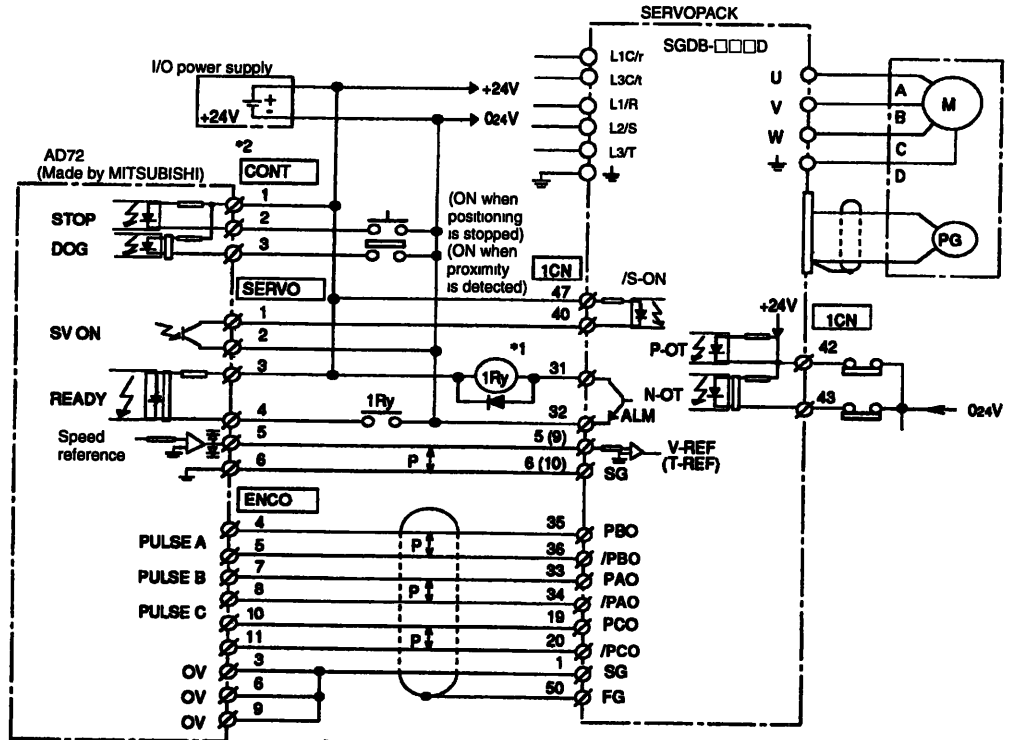 SERVOPACK
SGDB-□□□D
I/O power supply
+24V
+
-
+24V
024V
L1C/r
L3C/t
L1/R
L2/S
L3/T
U
V
W
A
B
C
D
M
PG
AD72
(Made by MITSUBISHI)
*2
CONT
STOP
DOG
1
2
3
(ON when
positioning
is stopped)
(ON when
proximity
is detected)
SERVO
SV ON
1
2
READY
3
4
Speed
reference
5
6
1Ry
*1
1Ry
P
1CN
47
40
/S-ON
31
32
ALM
5 (9)
6 (10)
V-REF
(T-REF)
SG
+24V
1CN
P-OT
42
N-OT
43
024V
ENCO
PULSE A
4
5
PULSE B
7
8
PULSE C
10
11
0V
3
0V
6
0V
9
P
P
P
35
PBO
36
/PBO
33
PAO
34
/PAO
19
PCO
20
/PCO
1
SG
50
FG